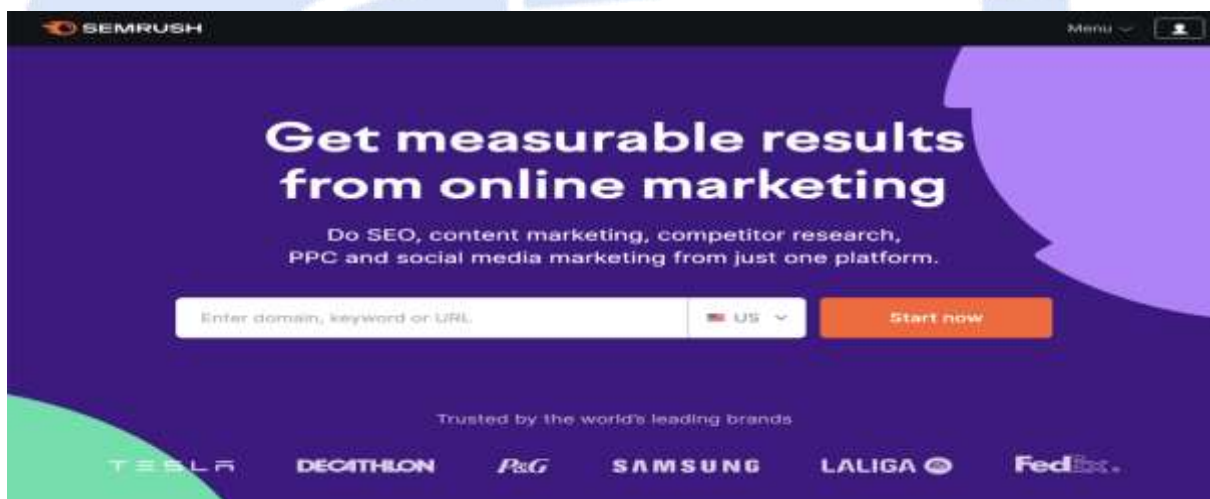 SEMRUSH
Menu
Get measurable results
from online marketing
Do SEO, content marketing, competitor research,
PPC and social media marketing from just one platform.
Enter domain, keyword or URL
US
Start now
Trusted by the world's leading brands
TESLA DECATHLON P&G SAMSUNG LALIGA FedEx.